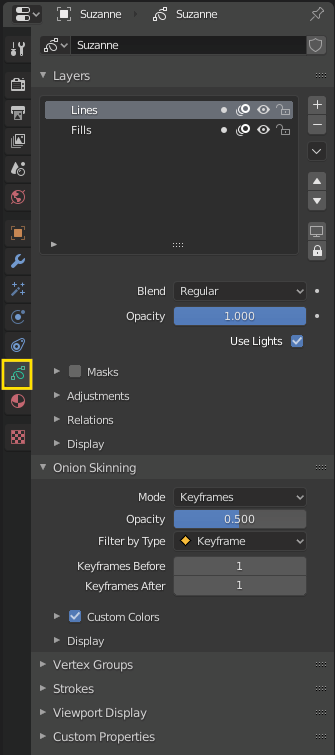 Suzanne Suzanne
Suzanne
Layers
Lines
Fills
Blend Regular
Opacity 1.000
Use Lights
Masks
Adjustments
Relations
Display
Onion Skinning
Mode Keyframes
Opacity 0.500
Filter by Type Keyframe
Keyframes Before 1
Keyframes After 1
Custom Colors
Display
Vertex Groups
Strokes
Viewport Display
Custom Properties